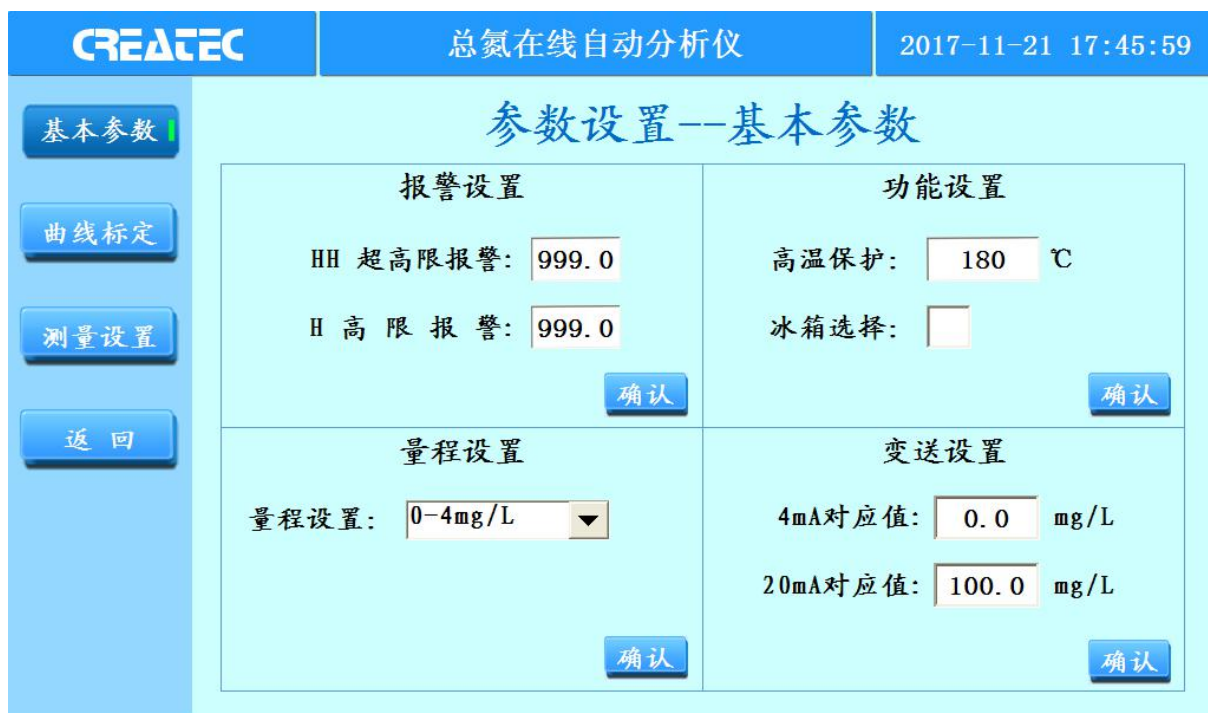 CREATEC
总氮在线自动分析仪
2017-11-21 17:45:59
基本参数
曲线标定
测量设置
返 回
参数设置--基本参数
报警设置
HH 超高限报警: 999.0
H 高 限 报 警: 999.0
确认
功能设置
高温保护: 180 ℃
冰箱选择:
确认
量程设置
量程设置: 0-4mg/L
确认
变送设置
4mA对应值: 0.0 mg/L
20mA对应值: 100.0 mg/L
确认